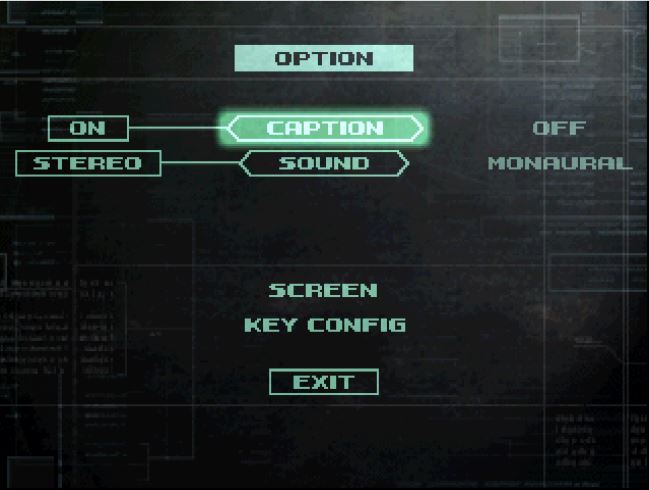 OPTION
ON CAPTION OFF
STEREO SOUND MONAURAL
SCREEN
KEY CONFIG
EXIT